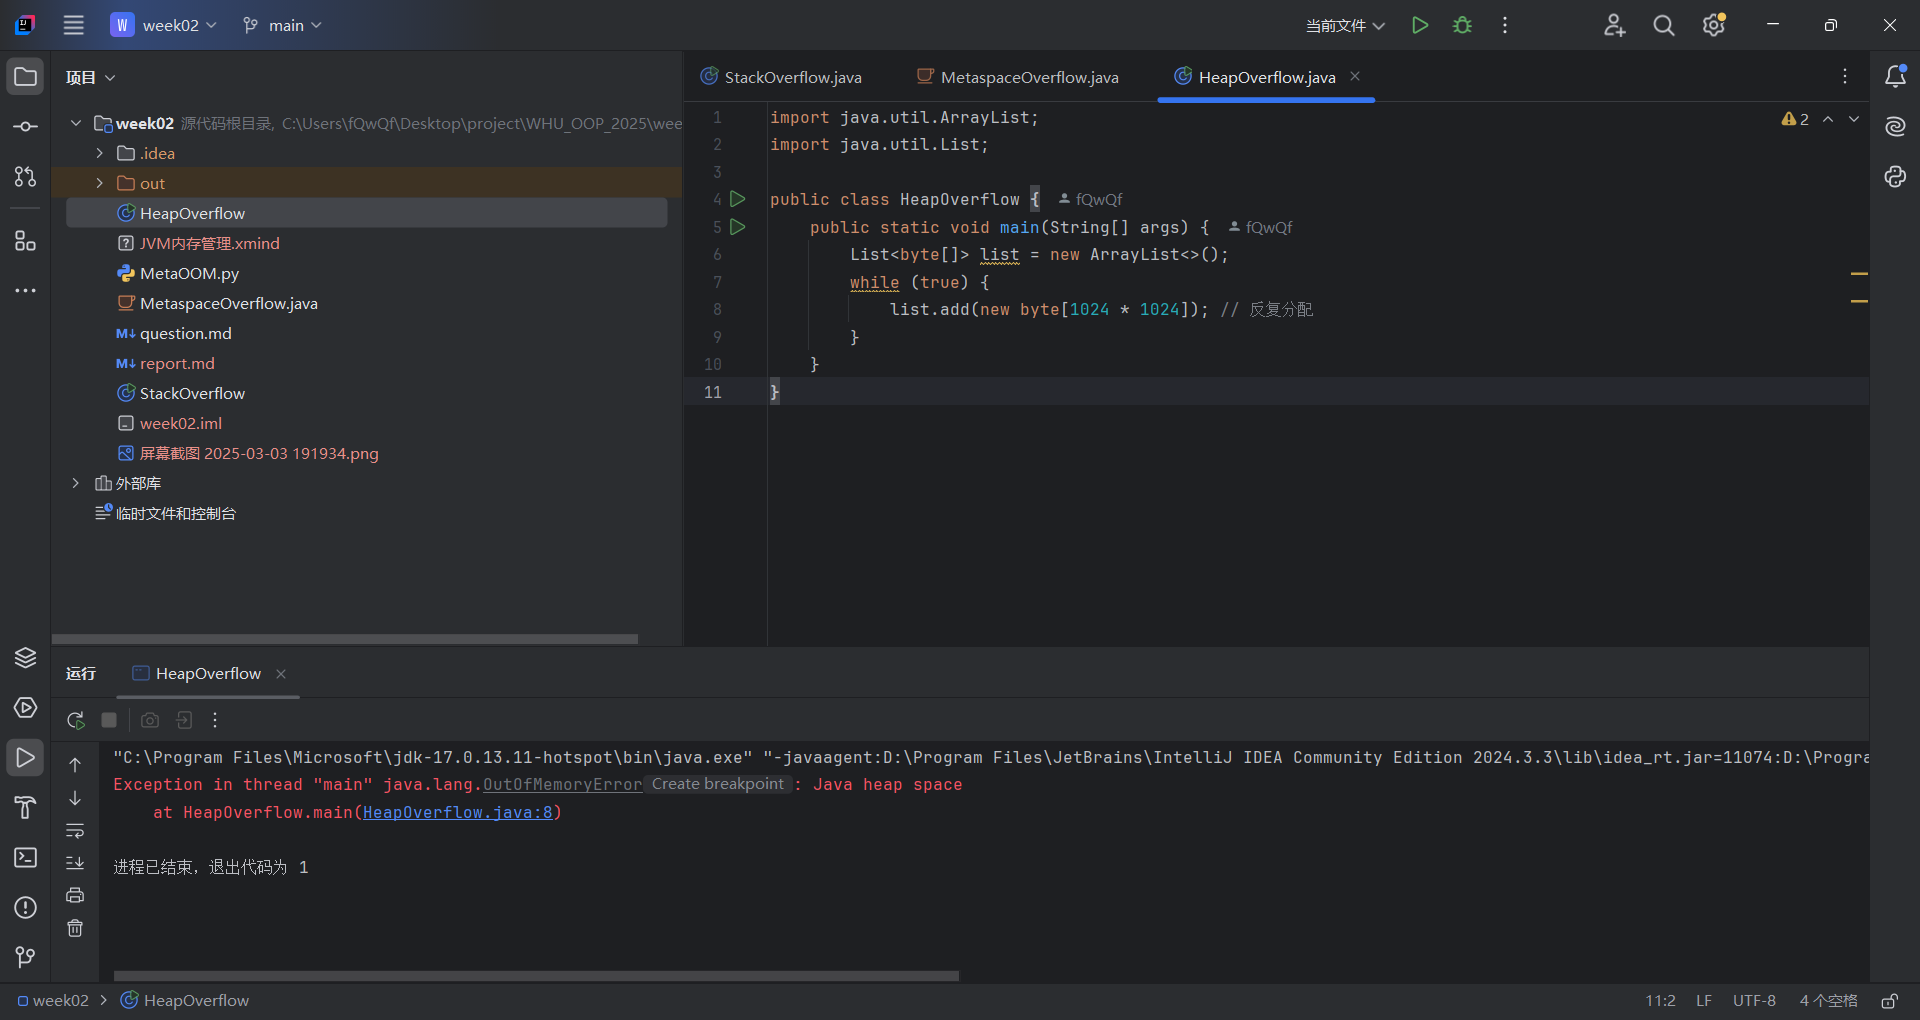 W week02 main 当前文件
项目
week02 源代码根目录, C:\Users\fQwQf\Desktop\project\WHU_OOP_2025\wee
.idea
out
HeapOverflow
JVM内存管理.xmind
MetaOOM.py
MetaspaceOverflow.java
M↓ question.md
M↓ report.md
StackOverflow
week02.iml
屏幕截图 2025-03-03 191934.png
外部库
临时文件和控制台
StackOverflow.java MetaspaceOverflow.java HeapOverflow.java
2
1 import java.util.ArrayList;
2 import java.util.List;
3
4 public class HeapOverflow { fQwQf
5 public static void main(String[] args) { fQwQf
6 List<byte[]> list = new ArrayList<>();
7 while (true) {
8 list.add(new byte[1024 * 1024]); // 反复分配
9 }
10 }
11 }
运行 HeapOverflow
"C:\Program Files\Microsoft\jdk-17.0.13.11-hotspot\bin\java.exe" "-javaagent:D:\Program Files\JetBrains\IntelliJ IDEA Community Edition 2024.3.3\lib\idea_rt.jar=11074:D:\Progra
Exception in thread "main" java.lang.OutOfMemoryError Create breakpoint : Java heap space
at HeapOverflow.main(HeapOverflow.java:8)
进程已结束，退出代码为 1
week02 HeapOverflow 11:2 LF UTF-8 4 个空格